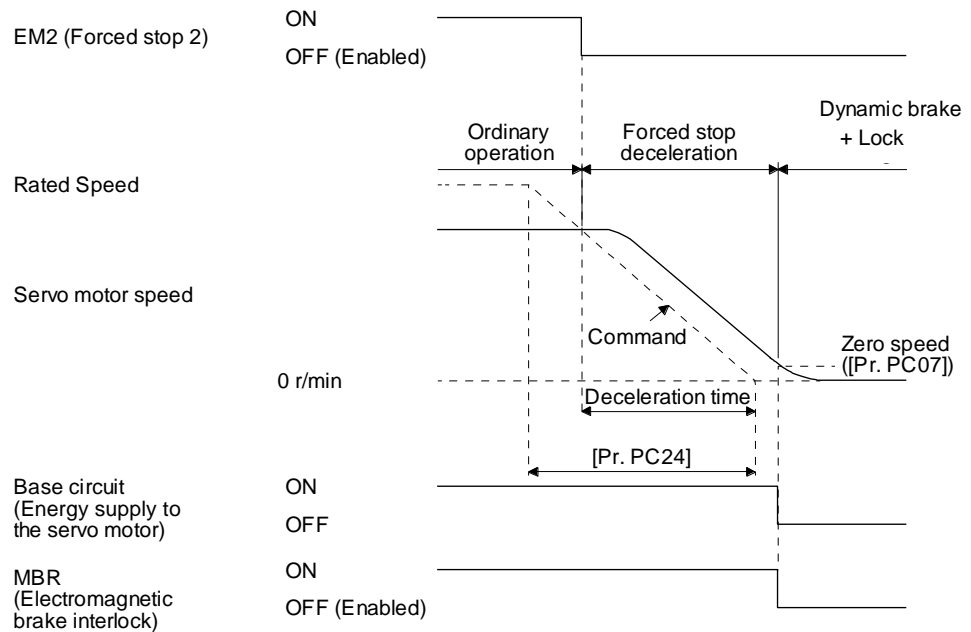 EM2 (Forced stop 2)
ON
OFF (Enabled)
Ordinary
operation
Forced stop
deceleration
Dynamic brake
+ Lock
Rated Speed
Servo motor speed
Command
Zero speed
([Pr. PC07])
0 r/min
Deceleration time
[Pr. PC24]
Base circuit
(Energy supply to
the servo motor)
ON
OFF
MBR
(Electromagnetic
brake interlock)
ON
OFF (Enabled)